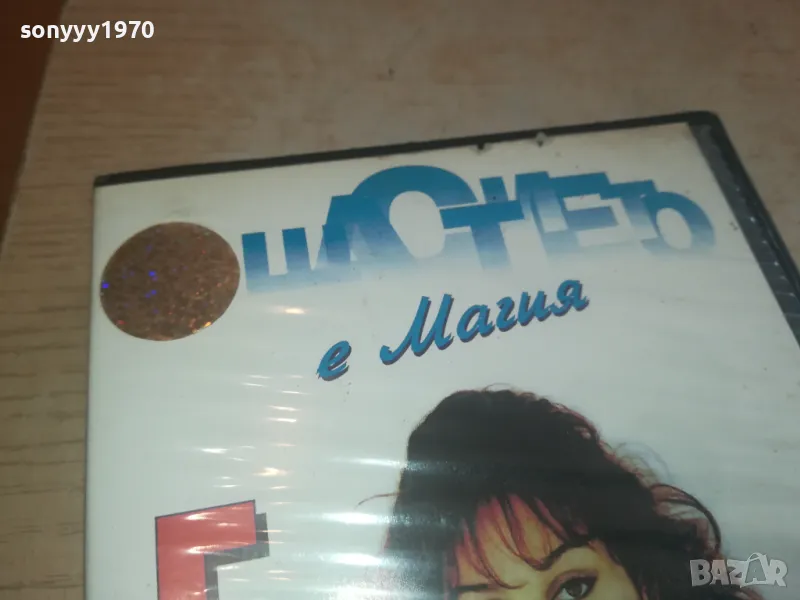 sonyyy1970
ЩАСТИЕТО
е Магия
Г
BAZAR